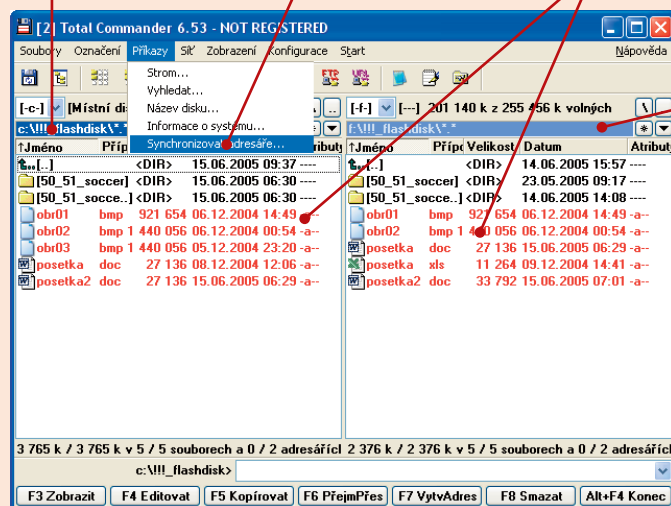 [2] Total Commander 6.53 - NOT REGISTERED
Soubory Označení Příkazy Síť Zobrazení Konfigurace Start Nápověda
Strom...
Vyhledat...
Název disku...
Informace o systému...
Synchronizovat adresáře...
FTP
[-c-] [Místní di \ ..
[-f-] [---] 201 140 k z 255 456 k volných \
c:\!!!_flashdisk\*.* * ▼
f:\!!!_flashdisk\*.* * ▼
↑Jméno Příp
↑Jméno Přípo Velikost Datum Atribut
[..] <DIR> 15.06.2005 09:37 ----
[50_51_soccer] <DIR> 15.06.2005 06:30 ----
[50_51_socce..] <DIR> 15.06.2005 06:30 ----
obr01 bmp 921 654 06.12.2004 14:49 -a--
obr02 bmp 1 440 056 06.12.2004 00:54 -a--
obr03 bmp 1 440 056 05.12.2004 23:20 -a--
posetka doc 27 136 08.12.2004 12:06 -a--
posetka2 doc 27 136 15.06.2005 06:29 -a--
[..] <DIR> 14.06.2005 15:57 ----
[50_51_soccer] <DIR> 23.05.2005 09:17 ----
[50_51_socce..] <DIR> 14.06.2005 14:08 ----
obr01 bmp 921 654 06.12.2004 14:49 -a--
obr02 bmp 1 440 056 06.12.2004 00:54 -a--
posetka doc 27 136 15.06.2005 06:29 -a--
posetka xls 11 264 09.12.2004 14:41 -a--
posetka2 doc 33 792 15.06.2005 07:01 -a--
3 765 k / 3 765 k v 5 / 5 souborech a 0 / 2 adresářícl
2 376 k / 2 376 k v 5 / 5 souborech a 0 / 2 adresářícl
c:\!!!_flashdisk>
F3 Zobrazit F4 Editovat F5 Kopírovat F6 PřejmPřes F7 VytvAdres F8 Smazat Alt+F4 Konec